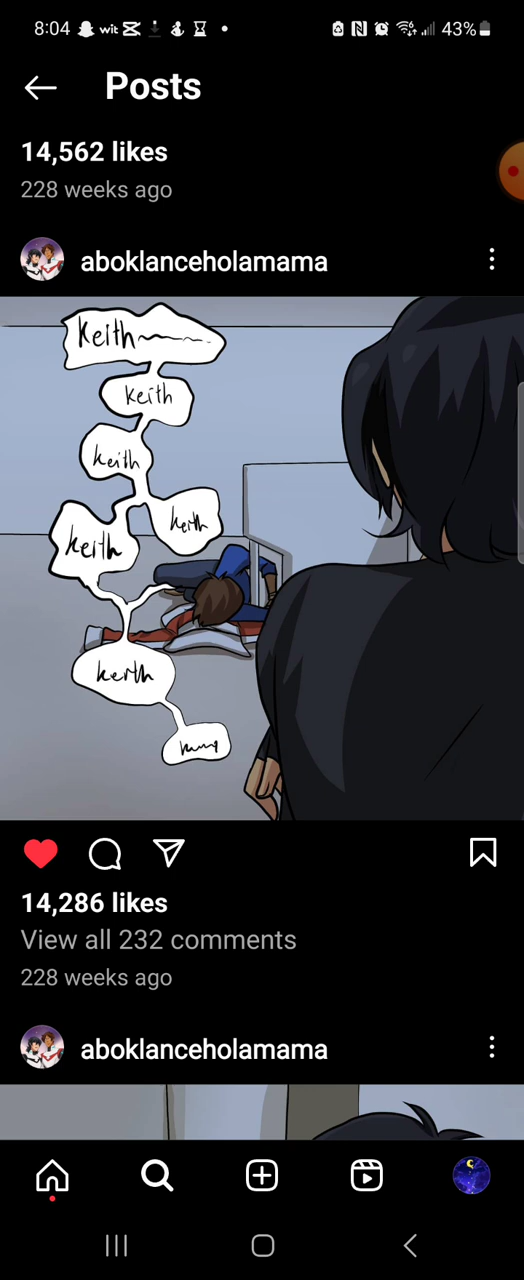 8:04 wit 43%
Posts
14,562 likes
228 weeks ago
aboklanceholamama
Keith
keith
keith
keith
keith
keith
14,286 likes
View all 232 comments
228 weeks ago
aboklanceholamama